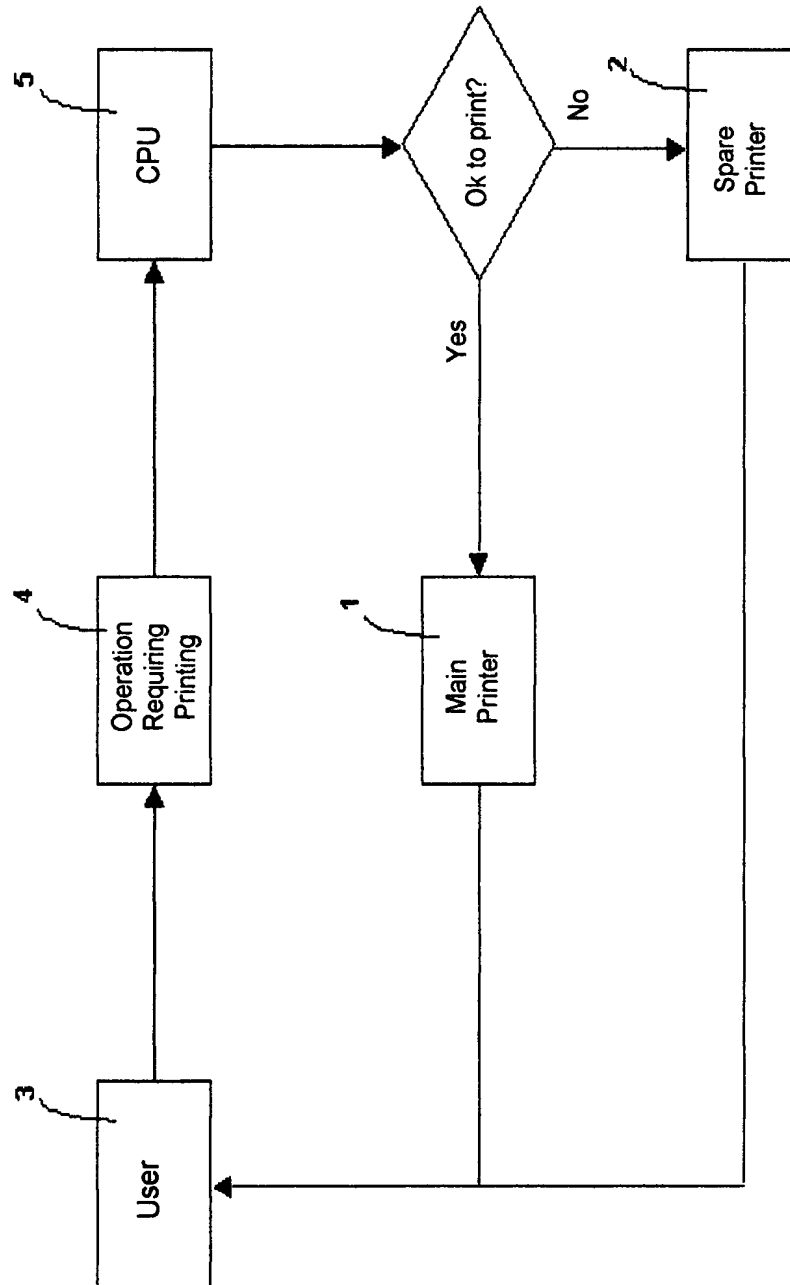 3
User
4
Operation
Requiring
Printing
5
CPU
1
Main
Printer
Yes
Ok to print?
No
2
Spare
Printer